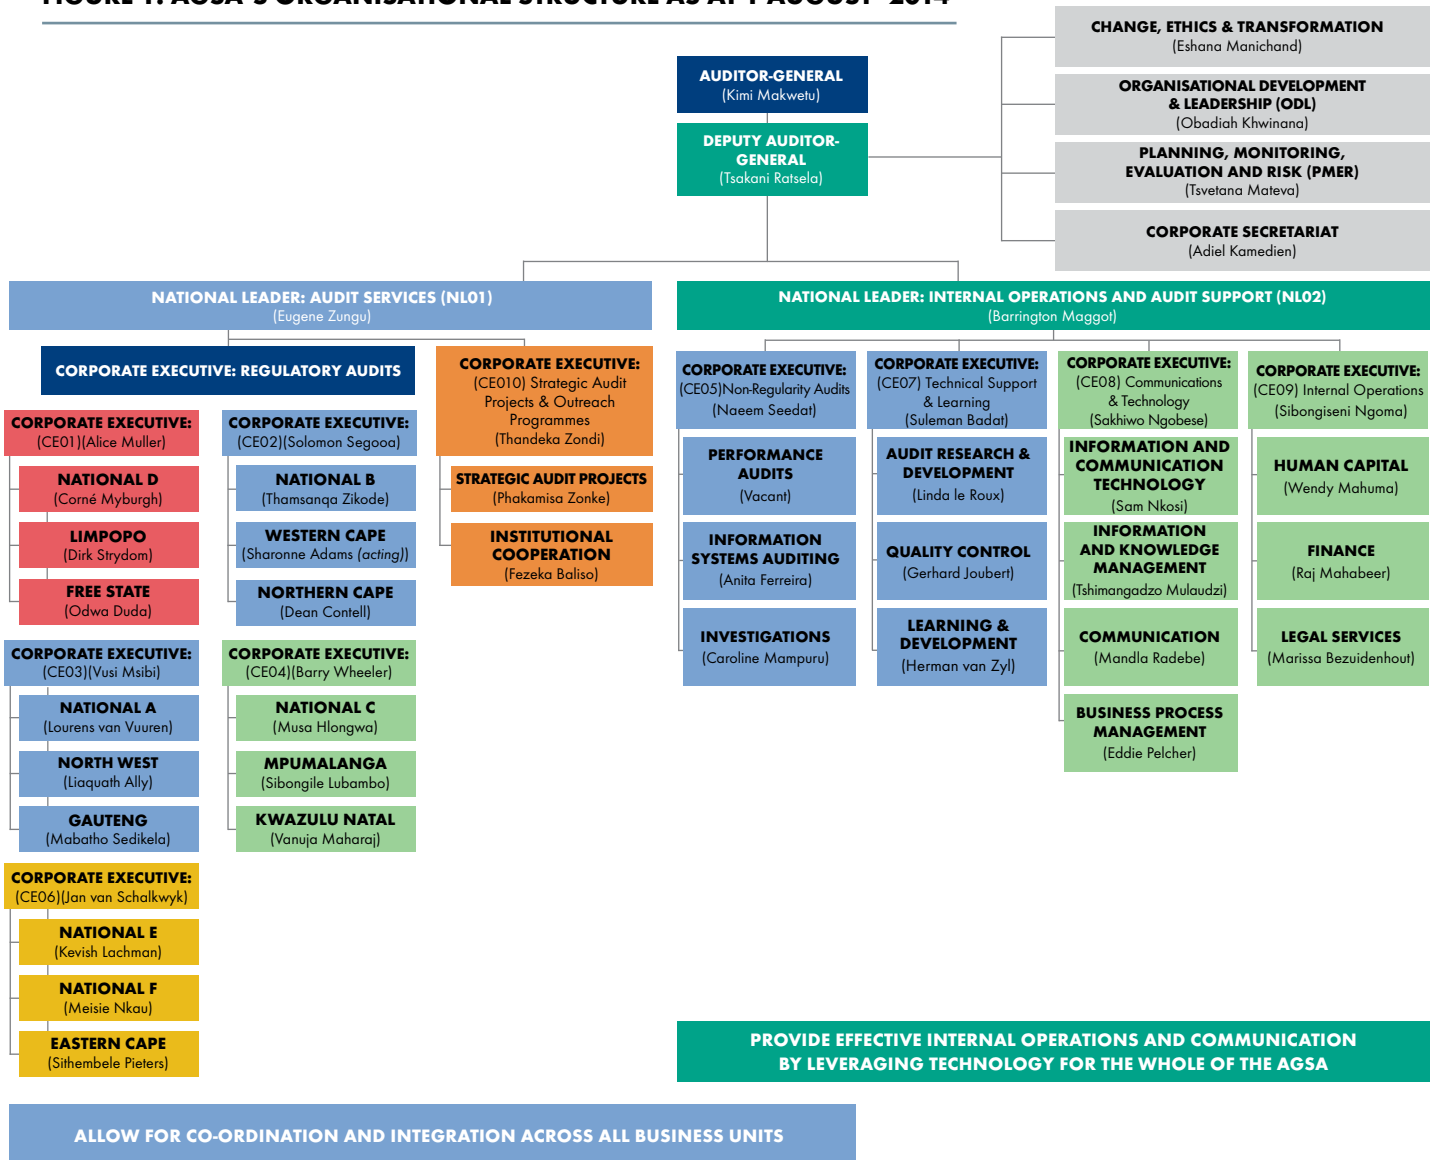 FIGURE 1: AGSA'S ORGANISATIONAL STRUCTURE AS AT 1 AUGUST 2014
CHANGE, ETHICS & TRANSFORMATION
(Eshana Manichand)
AUDITOR-GENERAL
(Kimi Makwetu)
ORGANISATIONAL DEVELOPMENT
& LEADERSHIP (ODL)
(Obadiah Khwinana)
DEPUTY AUDITOR-
GENERAL
(Tsakani Ratsela)
PLANNING, MONITORING,
EVALUATION AND RISK (PMER)
(Tsvetana Mateva)
CORPORATE SECRETARIAT
(Adiel Kamedien)
NATIONAL LEADER: AUDIT SERVICES (NL01)
(Eugene Zungu)
NATIONAL LEADER: INTERNAL OPERATIONS AND AUDIT SUPPORT (NL02)
(Barrington Maggot)
CORPORATE EXECUTIVE: REGULATORY AUDITS
CORPORATE EXECUTIVE:
(CE01)(Alice Muller)
NATIONAL D
(Corné Myburgh)
LIMPOPO
(Dirk Strydom)
FREE STATE
(Odwa Duda)
CORPORATE EXECUTIVE:
(CE02)(Solomon Segooa)
NATIONAL B
(Thamsanqa Zikode)
WESTERN CAPE
(Sharonne Adams (acting))
NORTHERN CAPE
(Dean Contell)
CORPORATE EXECUTIVE:
(CE03)(Vusi Msibi)
NATIONAL A
(Lourens van Vuuren)
NORTH WEST
(Liaquath Ally)
GAUTENG
(Mabatho Sedikela)
CORPORATE EXECUTIVE:
(CE04)(Barry Wheeler)
NATIONAL C
(Musa Hlongwa)
MPUMALANGA
(Sibongile Lubambo)
KWAZULU NATAL
(Vanuja Maharaj)
CORPORATE EXECUTIVE:
(CE06)(Jan van Schalkwyk)
NATIONAL E
(Kevish Lachman)
NATIONAL F
(Meisie Nkau)
EASTERN CAPE
(Sithembele Pieters)
CORPORATE EXECUTIVE:
(CE010) Strategic Audit
Projects & Outreach
Programmes
(Thandeka Zondi)
STRATEGIC AUDIT PROJECTS
(Phakamisa Zonke)
INSTITUTIONAL
COOPERATION
(Fezeka Baliso)
CORPORATE EXECUTIVE:
(CE05)Non-Regularity Audits
(Naeem Seedat)
PERFORMANCE
AUDITS
(Vacant)
INFORMATION
SYSTEMS AUDITING
(Anita Ferreira)
INVESTIGATIONS
(Caroline Mampuru)
CORPORATE EXECUTIVE:
(CE07) Technical Support
& Learning
(Suleman Badat)
AUDIT RESEARCH &
DEVELOPMENT
(Linda le Roux)
QUALITY CONTROL
(Gerhard Joubert)
LEARNING &
DEVELOPMENT
(Herman van Zyl)
CORPORATE EXECUTIVE:
(CE08) Communications
& Technology
(Sakhiwo Ngobese)
INFORMATION AND
COMMUNICATION
TECHNOLOGY
(Sam Nkosi)
INFORMATION
AND KNOWLEDGE
MANAGEMENT
(Tshimangadzo Mulaudzi)
COMMUNICATION
(Mandla Radebe)
BUSINESS PROCESS
MANAGEMENT
(Eddie Pelcher)
CORPORATE EXECUTIVE:
(CE09) Internal Operations
(Sibongiseni Ngoma)
HUMAN CAPITAL
(Wendy Mahuma)
FINANCE
(Raj Mahabeer)
LEGAL SERVICES
(Marissa Bezuidenhout)
PROVIDE EFFECTIVE INTERNAL OPERATIONS AND COMMUNICATION
BY LEVERAGING TECHNOLOGY FOR THE WHOLE OF THE AGSA
ALLOW FOR CO-ORDINATION AND INTEGRATION ACROSS ALL BUSINESS UNITS